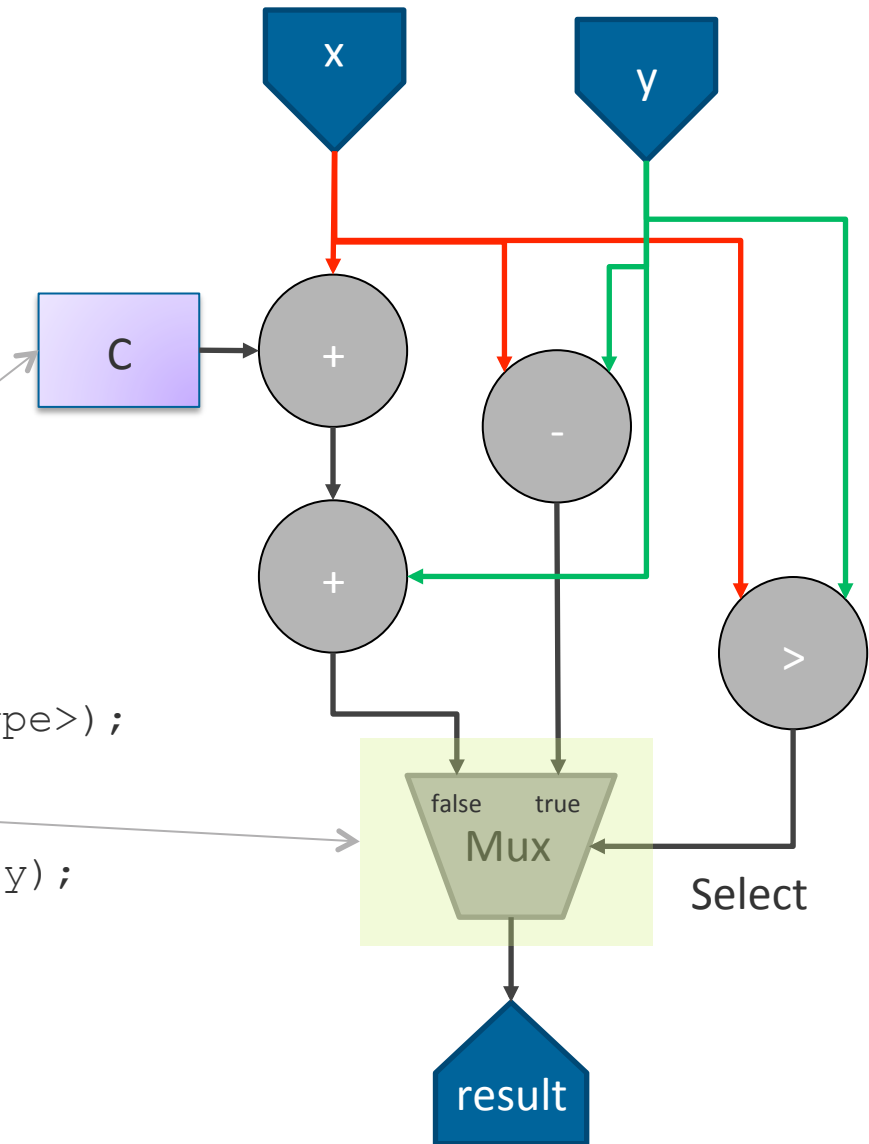 x
y
C
+
-
+
>
pe>);
false true
Mux
y);
Select
result